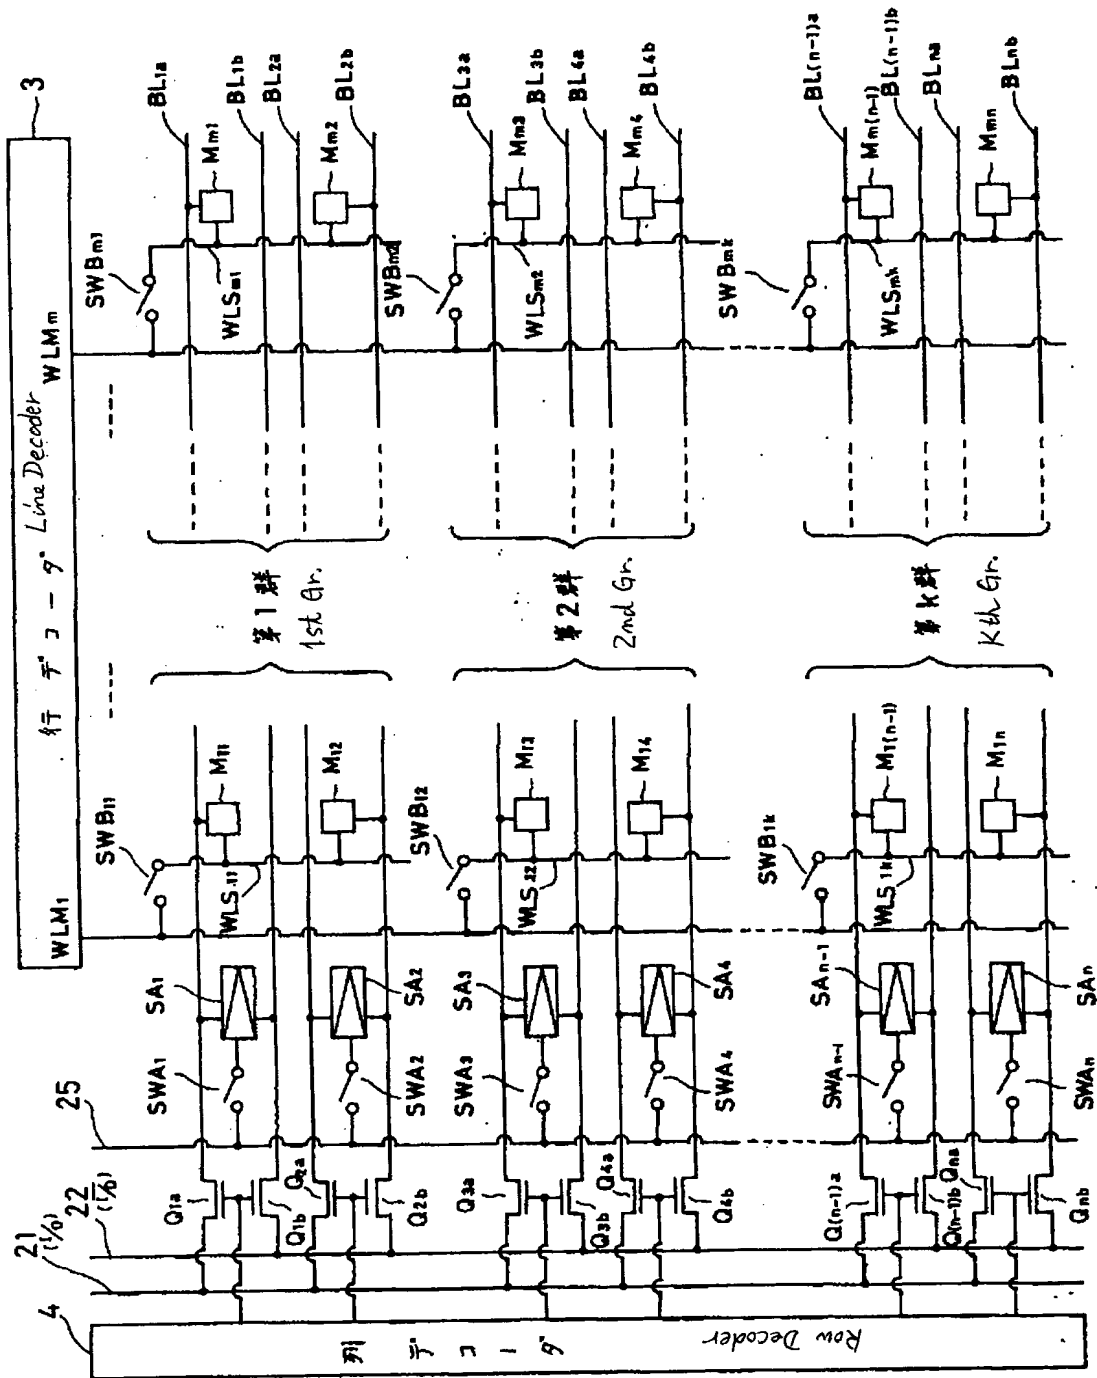 3
行 デ コ ー ダ Line Decoder
WLM1
WLMm
SWB11
SWBm1
BL1a
M11
Mm1
WLS11
WLSm1
SWA1
SA1
Q1a
Q1b
BL1b
第1群
1st Gr.
BL2a
Q2a
M12
Mm2
SWA2
SA2
Q2b
BL2b
SWB12
SWBm2
BL3a
M13
Mm3
WLSm2
SWA3
SA3
Q3a
Q3b
BL3b
第2群
2nd Gr.
BL4a
Q4a
M14
Mm4
SWA4
SA4
Q4b
BL4b
SWB1k
SWBmk
BL(n-1)a
M1(n-1)
Mm(n-1)
WLS1k
WLSmk
SWAn-1
SAn-1
Q(n-1)a
Q(n-1)b
BL(n-1)b
第k群
Kth Gr.
BLna
Qna
M1n
Mmn
SWAn
SAn
Qnb
BLnb
25
22
(I/O)
21
(I/O)
4
列 デ コ ー ダ
Row Decoder